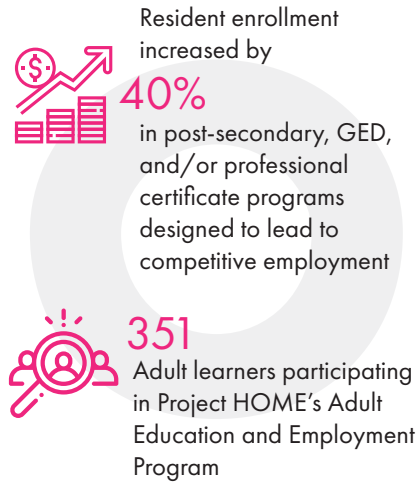 Resident enrollment
increased by
40%
in post-secondary, GED,
and/or professional
certificate programs
designed to lead to
competitive employment
351
Adult learners participating
in Project HOME’s Adult
Education and Employment
Program